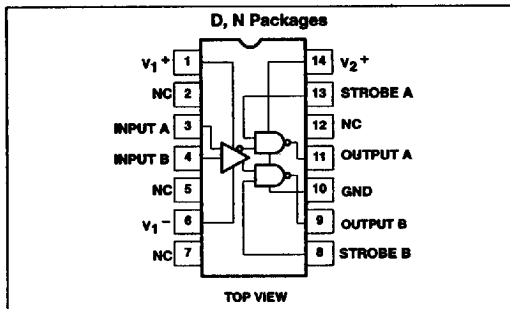 D, N Packages
V1+ 1
NC 2
INPUT A 3
INPUT B 4
NC 5
V1− 6
NC 7
14 V2+
13 STROBE A
12 NC
11 OUTPUT A
10 GND
9 OUTPUT B
8 STROBE B
TOP VIEW